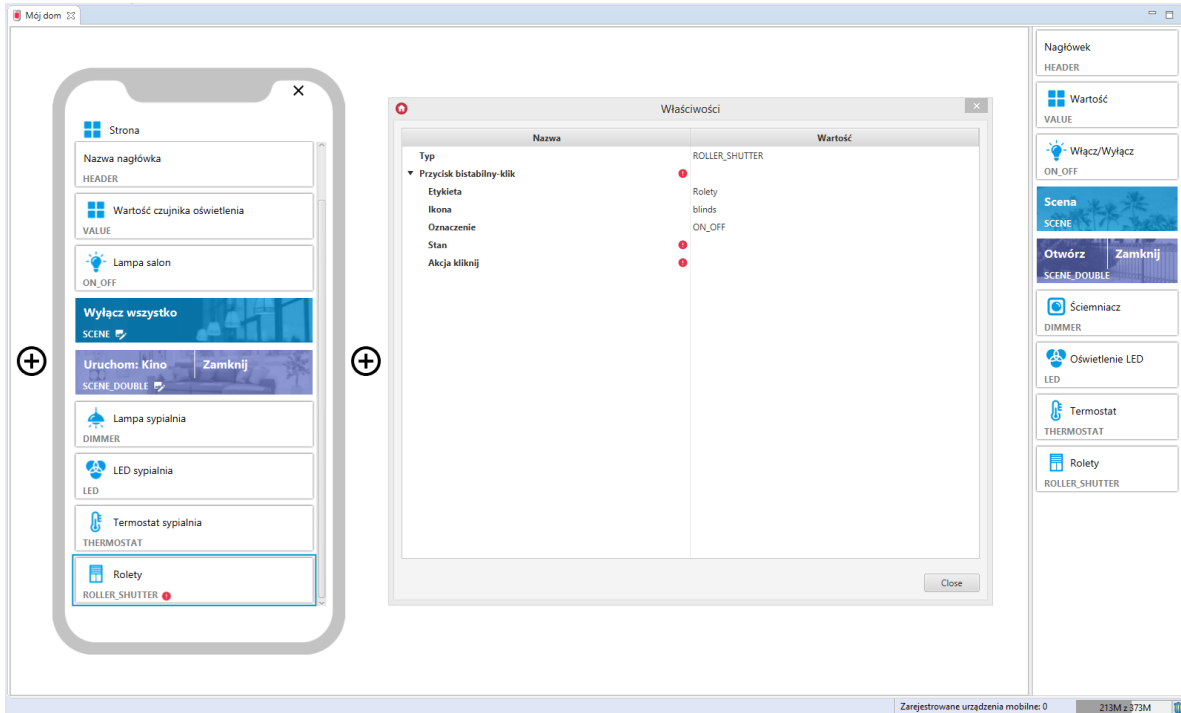 Mój dom
Strona
Nazwa nagłówka
HEADER
Wartość czujnika oświetlenia
VALUE
Lampa salon
ON_OFF
Wyłącz wszystko
SCENE
Uruchom: Kino Zamknij
SCENE_DOUBLE
Lampa sypialnia
DIMMER
LED sypialnia
LED
Termostat sypialnia
THERMOSTAT
Rolety
ROLLER_SHUTTER
Właściwości
Nazwa Wartość
Typ ROLLER_SHUTTER
Przycisk bistabilny-klik
Etykieta Rolety
Ikona blinds
Oznaczenie ON_OFF
Stan
Akcja kliknij
Close
Nagłówek
HEADER
Wartość
VALUE
Włącz/Wyłącz
ON_OFF
Scena
SCENE
Otwórz Zamknij
SCENE_DOUBLE
Ściemniacz
DIMMER
Oświetlenie LED
LED
Termostat
THERMOSTAT
Rolety
ROLLER_SHUTTER
Zarejestrowane urządzenia mobilne: 0 213M z 373M